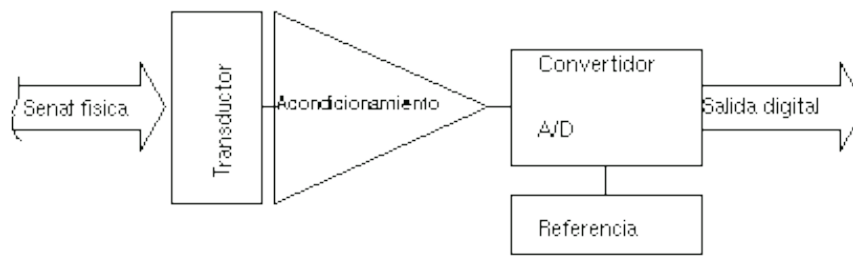 Senal fisica
Transductor
Acondicionamiento
Convertidor
A/D
Salida digital
Referencia